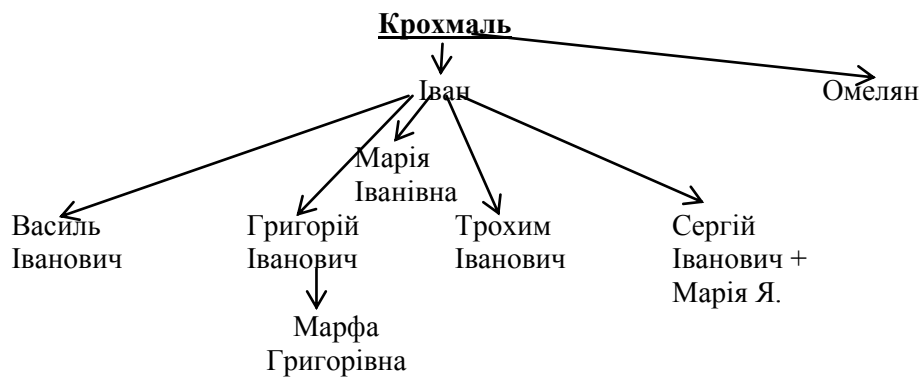 Крохмаль
Іван
Омелян
Марія
Іванівна
Василь
Іванович
Григорій
Іванович
Трохим
Іванович
Сергій
Іванович +
Марія Я.
Марфа
Григорівна